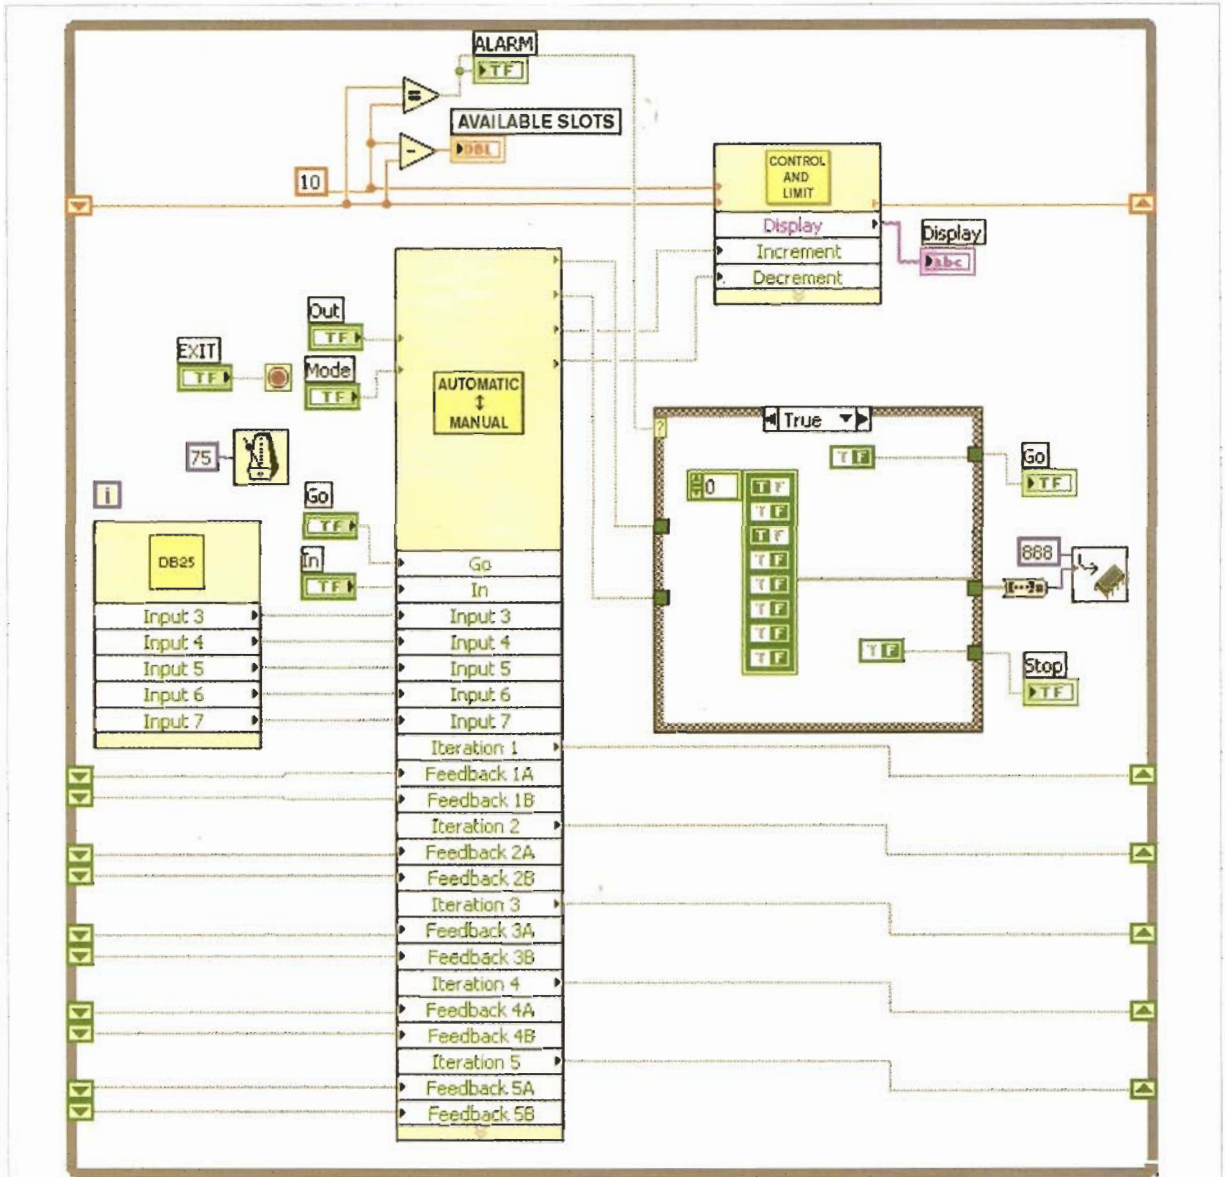 ALARM
TF
=
AVAILABLE SLOTS
-
DBL
10
CONTROL
AND
LIMIT
Display
Increment
Decrement
Display
abc
Out
TF
EXIT
TF
Mode
TF
AUTOMATIC
MANUAL
75
i
Go
TF
In
TF
DB25
Input 3
Input 4
Input 5
Input 6
Input 7
Go
In
Input 3
Input 4
Input 5
Input 6
Input 7
Iteration 1
Feedback 1A
Feedback 1B
Iteration 2
Feedback 2A
Feedback 2B
Iteration 3
Feedback 3A
Feedback 3B
Iteration 4
Feedback 4A
Feedback 4B
Iteration 5
Feedback 5A
Feedback 5B
True
?
0
T F
T F
T F
T F
T F
T F
T F
T F
T F
T F
Go
TF
888
Stop
TF